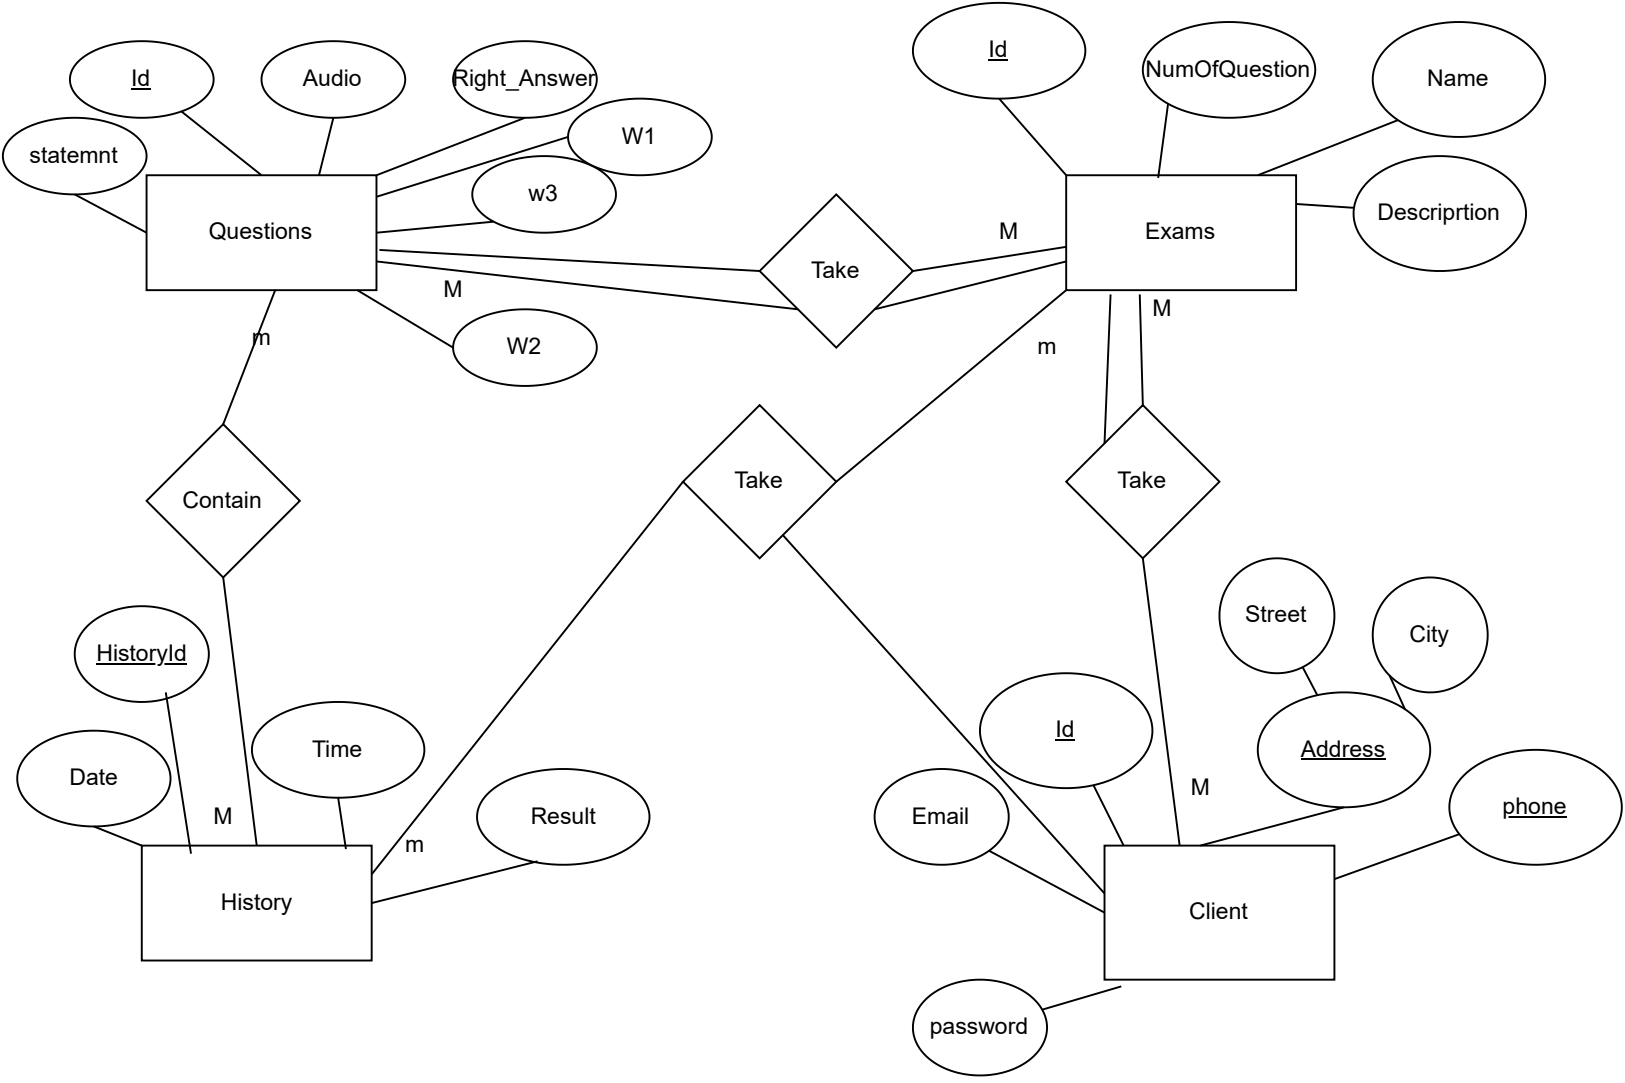 Id
NumOfQuestion
Id
Audio
Right_Answer
Name
W1
statemnt
w3
Descriprtion
Questions
M
Exams
Take
M
M
m
W2
m
Take
Take
Contain
Street
City
HistoryId
Id
Time
Address
Date
M
phone
M
Email
Result
m
History
Client
password